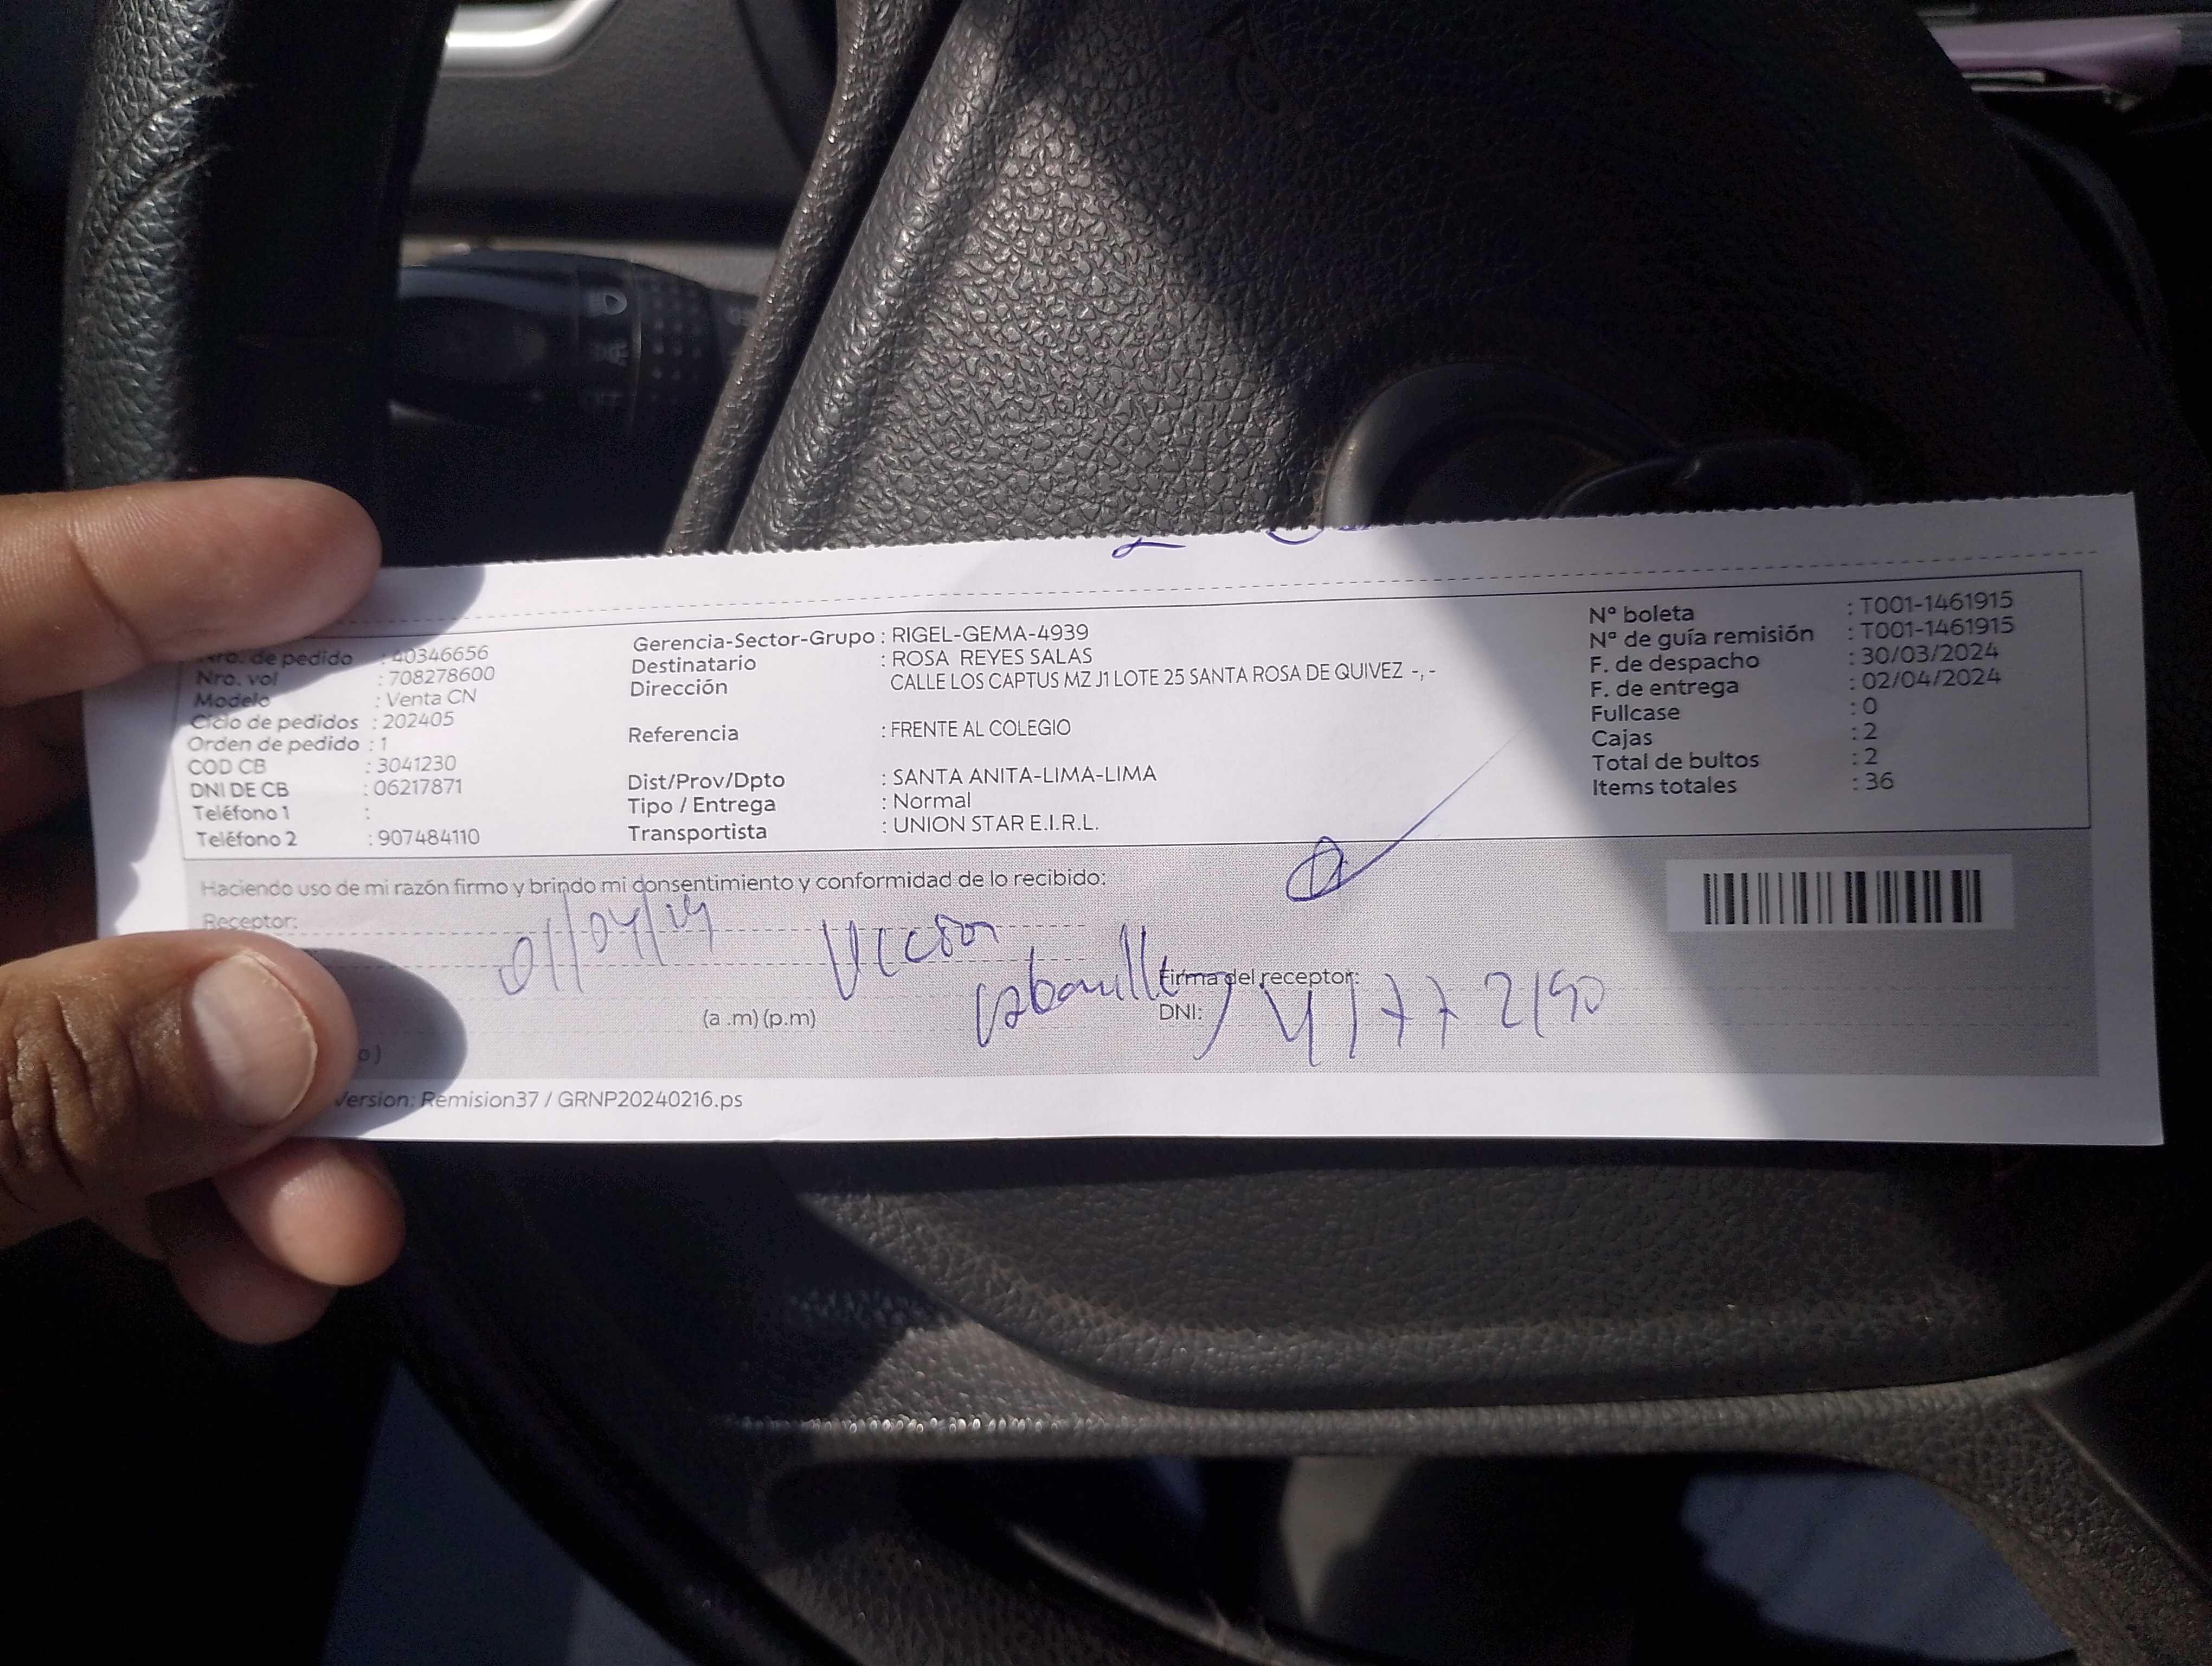 Nro. de pedido : 40346656
Nro. vol : 708278600
Modelo : Venta CN
Ciclo de pedidos : 202405
Orden de pedido : 1
COD CB : 3041230
DNI DE CB : 06217871
Teléfono 1 :
Teléfono 2 : 907484110
Gerencia-Sector-Grupo : RIGEL-GEMA-4939
Destinatario : ROSA REYES SALAS
Dirección CALLE LOS CAPTUS MZ J1 LOTE 25 SANTA ROSA DE QUIVEZ -,-
Referencia : FRENTE AL COLEGIO
Dist/Prov/Dpto : SANTA ANITA-LIMA-LIMA
Tipo / Entrega : Normal
Transportista : UNION STAR E.I.R.L.
N° boleta : T001-1461915
N° de guía remisión : T001-1461915
F. de despacho : 30/03/2024
F. de entrega : 02/04/2024
Fullcase : 0
Cajas : 2
Total de bultos : 2
Items totales : 36
Haciendo uso de mi razón firmo y brindo mi consentimiento y conformidad de lo recibido:
Receptor:
Firma del receptor:
(a .m) (p.m)
DNI:
Version: Remision37 / GRNP20240216.ps